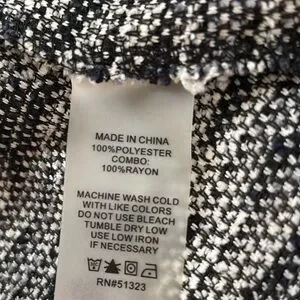 MADE IN CHINA
100%POLYESTER
COMBO:
100%RAYON
MACHINE WASH COLD
WITH LIKE COLORS
DO NOT USE BLEACH
TUMBLE DRY LOW
USE LOW IRON
IF NECESSARY
RN#51323